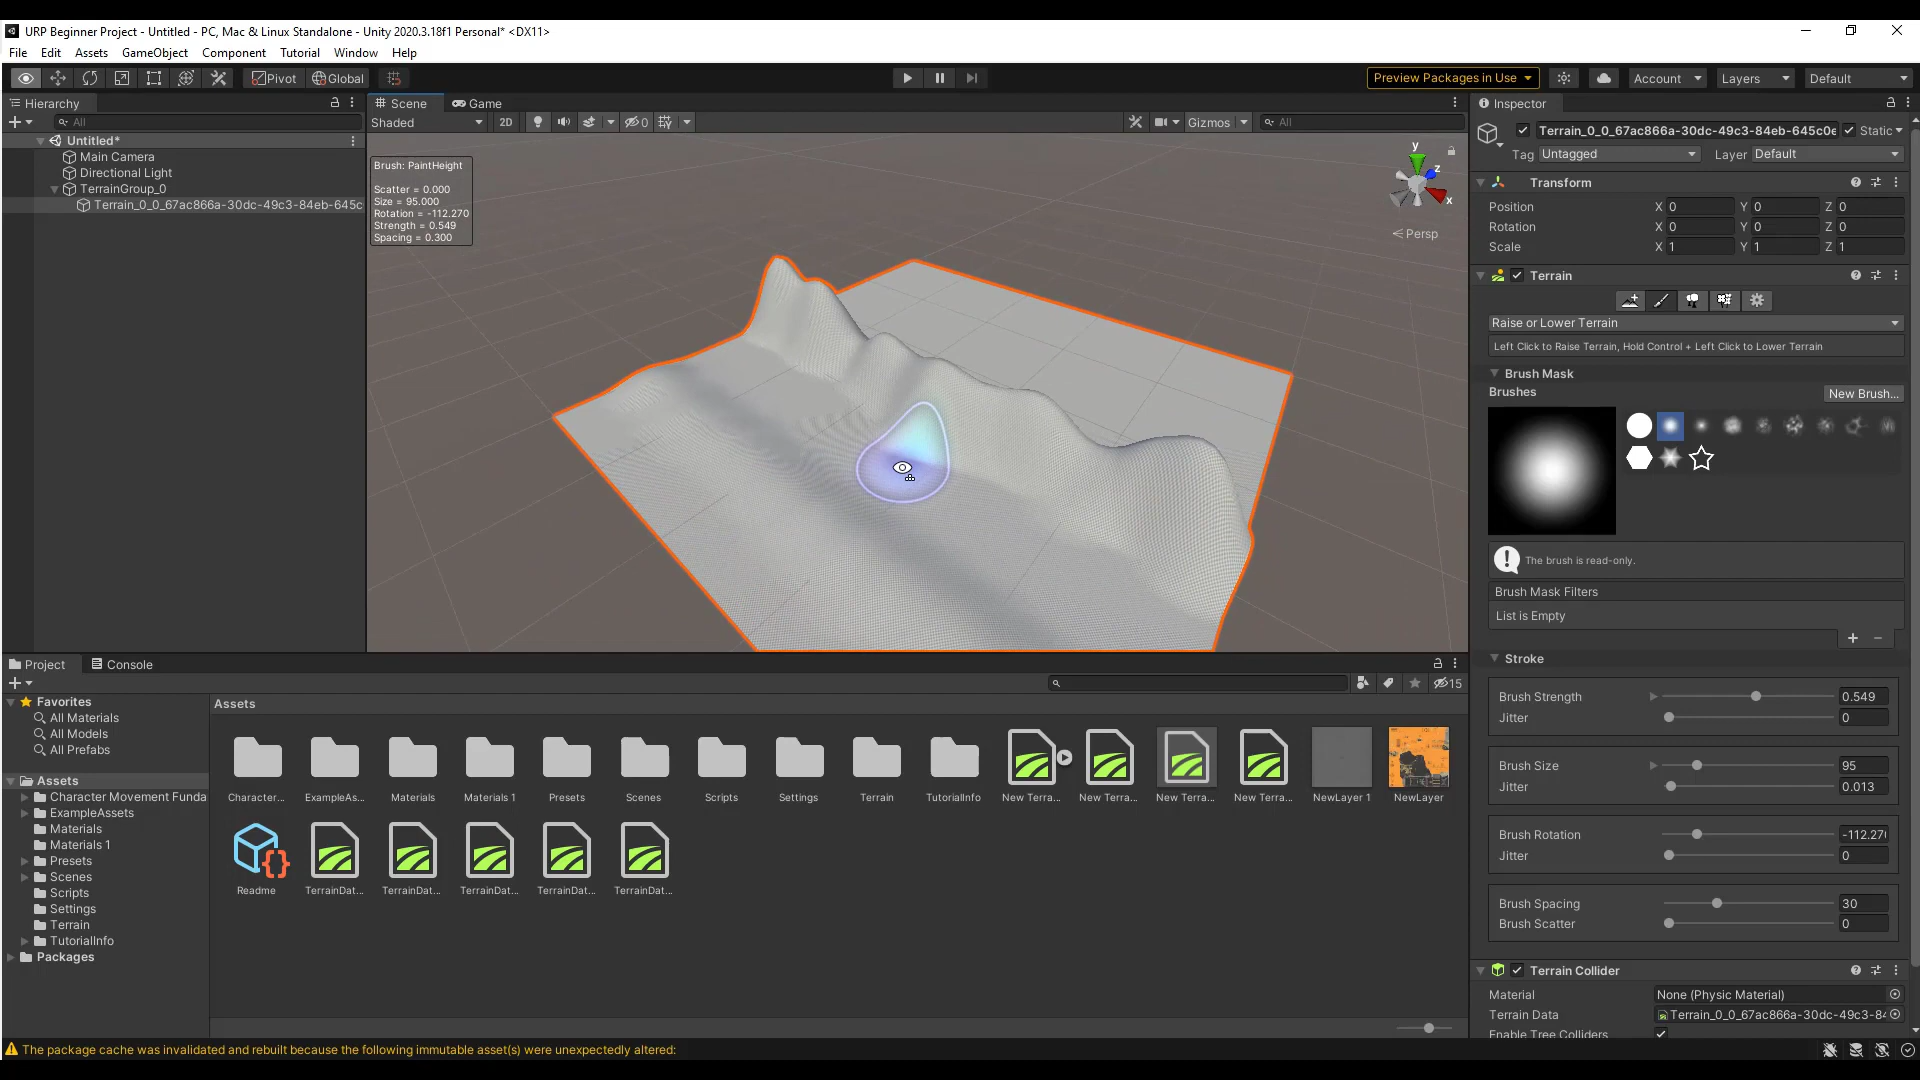 URP Beginner Project - Untitled - PC, Mac & Linux Standalone - Unity 2020.3.18f1 Personal* <DX11>
File Edit Assets GameObject Component Tutorial Window Help
Pivot Global Preview Packages in Use Account Layers Default
Hierarchy
All
Untitled*
Main Camera
Directional Light
TerrainGroup_0
Terrain_0_0_67ac866a-30dc-49c3-84eb-645c
Scene Game
Shaded 2D 0 Gizmos All
Brush: PaintHeight
Scatter = 0.000
Size = 95.000
Rotation = -112.270
Strength = 0.549
Spacing = 0.300
y
z
x
Persp
Inspector
Terrain_0_0_67ac866a-30dc-49c3-84eb-645c0e Static
Tag Untagged Layer Default
Transform
Position X 0 Y 0 Z 0
Rotation X 0 Y 0 Z 0
Scale X 1 Y 1 Z 1
Terrain
Raise or Lower Terrain
Left Click to Raise Terrain, Hold Control + Left Click to Lower Terrain
Brush Mask
Brushes New Brush...
The brush is read-only.
Brush Mask Filters
List is Empty
Stroke
Brush Strength 0.549
Jitter 0
Brush Size 95
Jitter 0.013
Brush Rotation -112.27
Jitter 0
Brush Spacing 30
Brush Scatter 0
Terrain Collider
Material None (Physic Material)
Terrain Data Terrain_0_0_67ac866a-30dc-49c3-84
Enable Tree Colliders
Project Console
15
Favorites
All Materials
All Models
All Prefabs
Assets
Character Movement Funda
ExampleAssets
Materials
Materials 1
Presets
Scenes
Scripts
Settings
Terrain
TutorialInfo
Packages
Assets
Character... ExampleAs... Materials Materials 1 Presets Scenes Scripts Settings Terrain TutorialInfo New Terra... New Terra... New Terra... New Terra... NewLayer 1 NewLayer
Readme TerrainDat... TerrainDat... TerrainDat... TerrainDat... TerrainDat...
The package cache was invalidated and rebuilt because the following immutable asset(s) were unexpectedly altered: